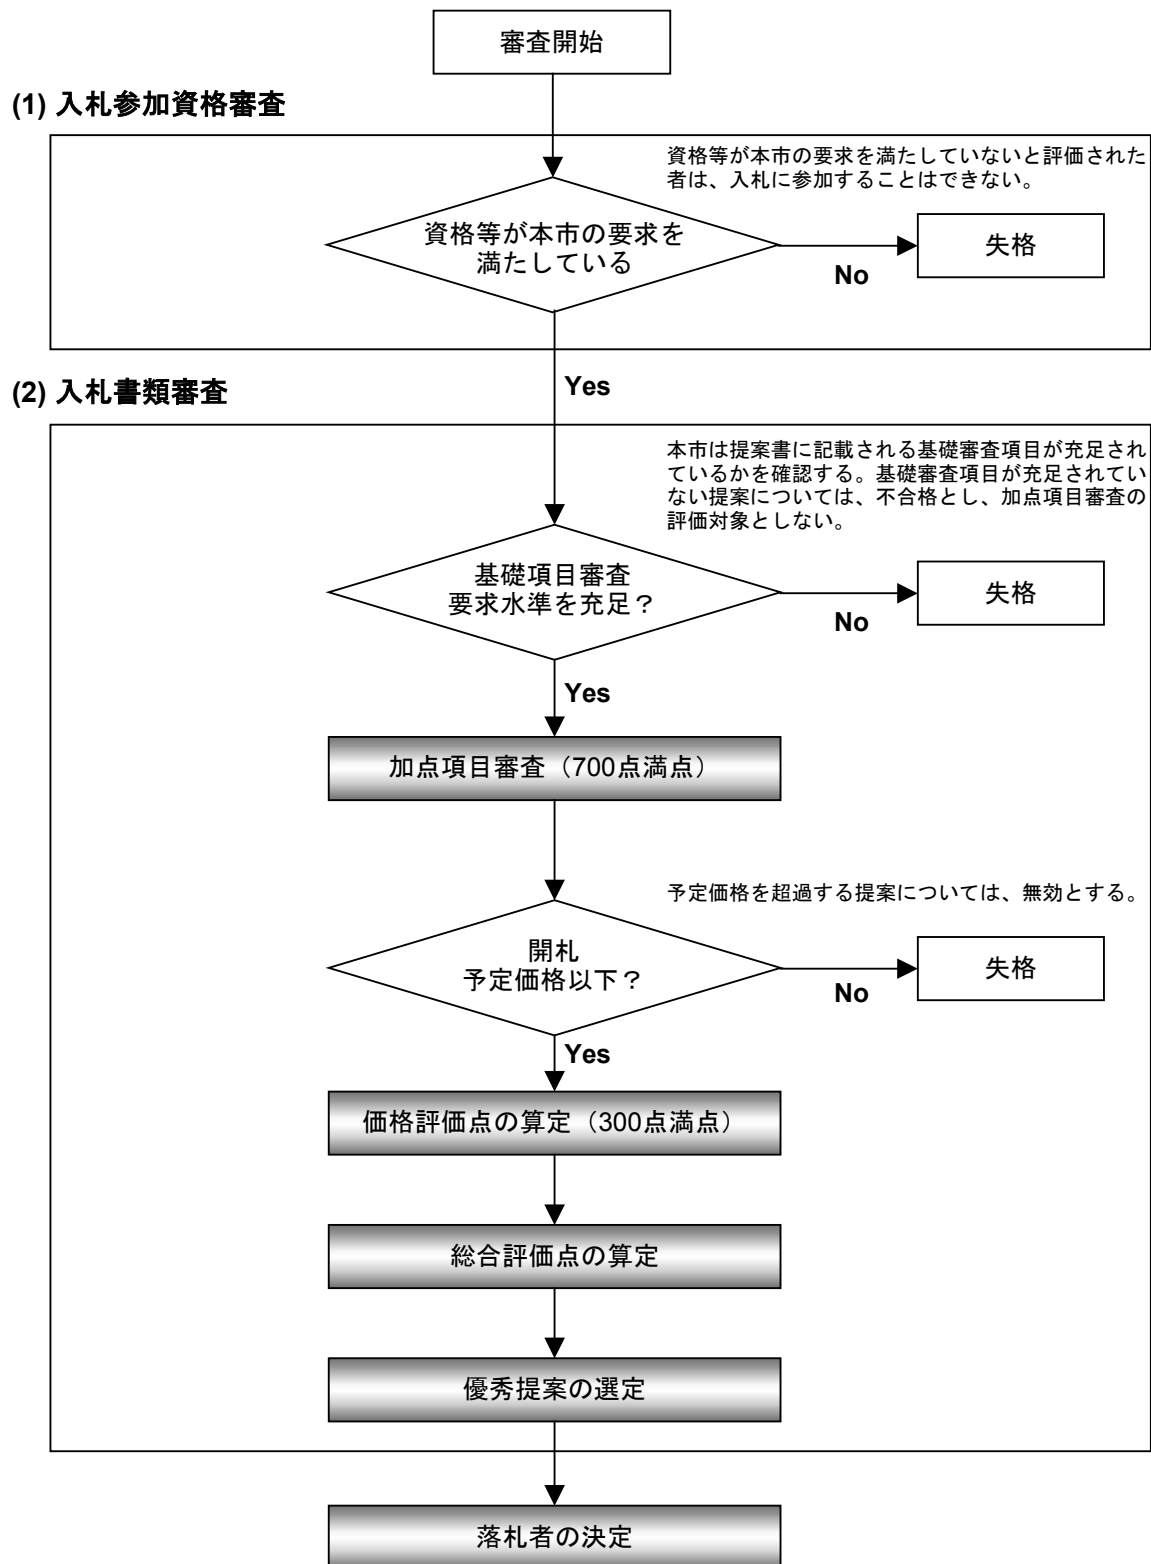 審査開始
(1) 入札参加資格審査
資格等が本市の要求を満たしていないと評価された
者は、入札に参加することはできない。
資格等が本市の要求を
満たしている
失格
No
Yes
(2) 入札書類審査
本市は提案書に記載される基礎審査項目が充足され
ているかを確認する。基礎審査項目が充足されてい
ない提案については、不合格とし、加点項目審査の
評価対象としない。
基礎項目審査
要求水準を充足？
失格
No
Yes
加点項目審査（700点満点）
予定価格を超過する提案については、無効とする。
開札
予定価格以下？
失格
No
Yes
価格評価点の算定（300点満点）
総合評価点の算定
優秀提案の選定
落札者の決定